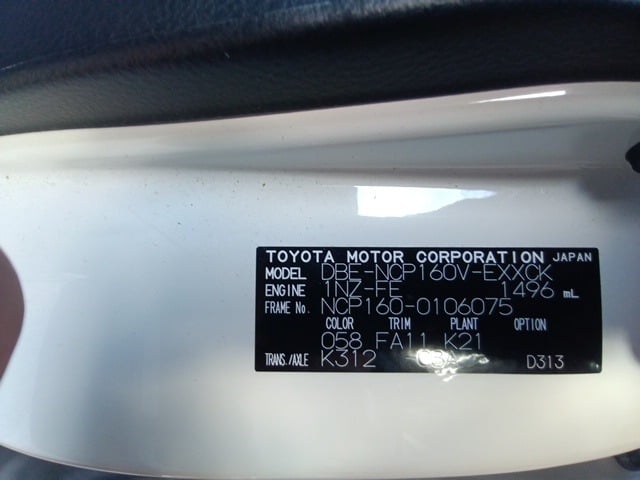 TOYOTA MOTOR CORPORATION JAPAN
MODEL DBE-NCP160V-EXXCK
ENGINE 1NZ-FE 1496 mL
FRAME No. NCP160-0106075
COLOR TRIM PLANT OPTION
058 FA11 K21
TRANS./AXLE K312 D313